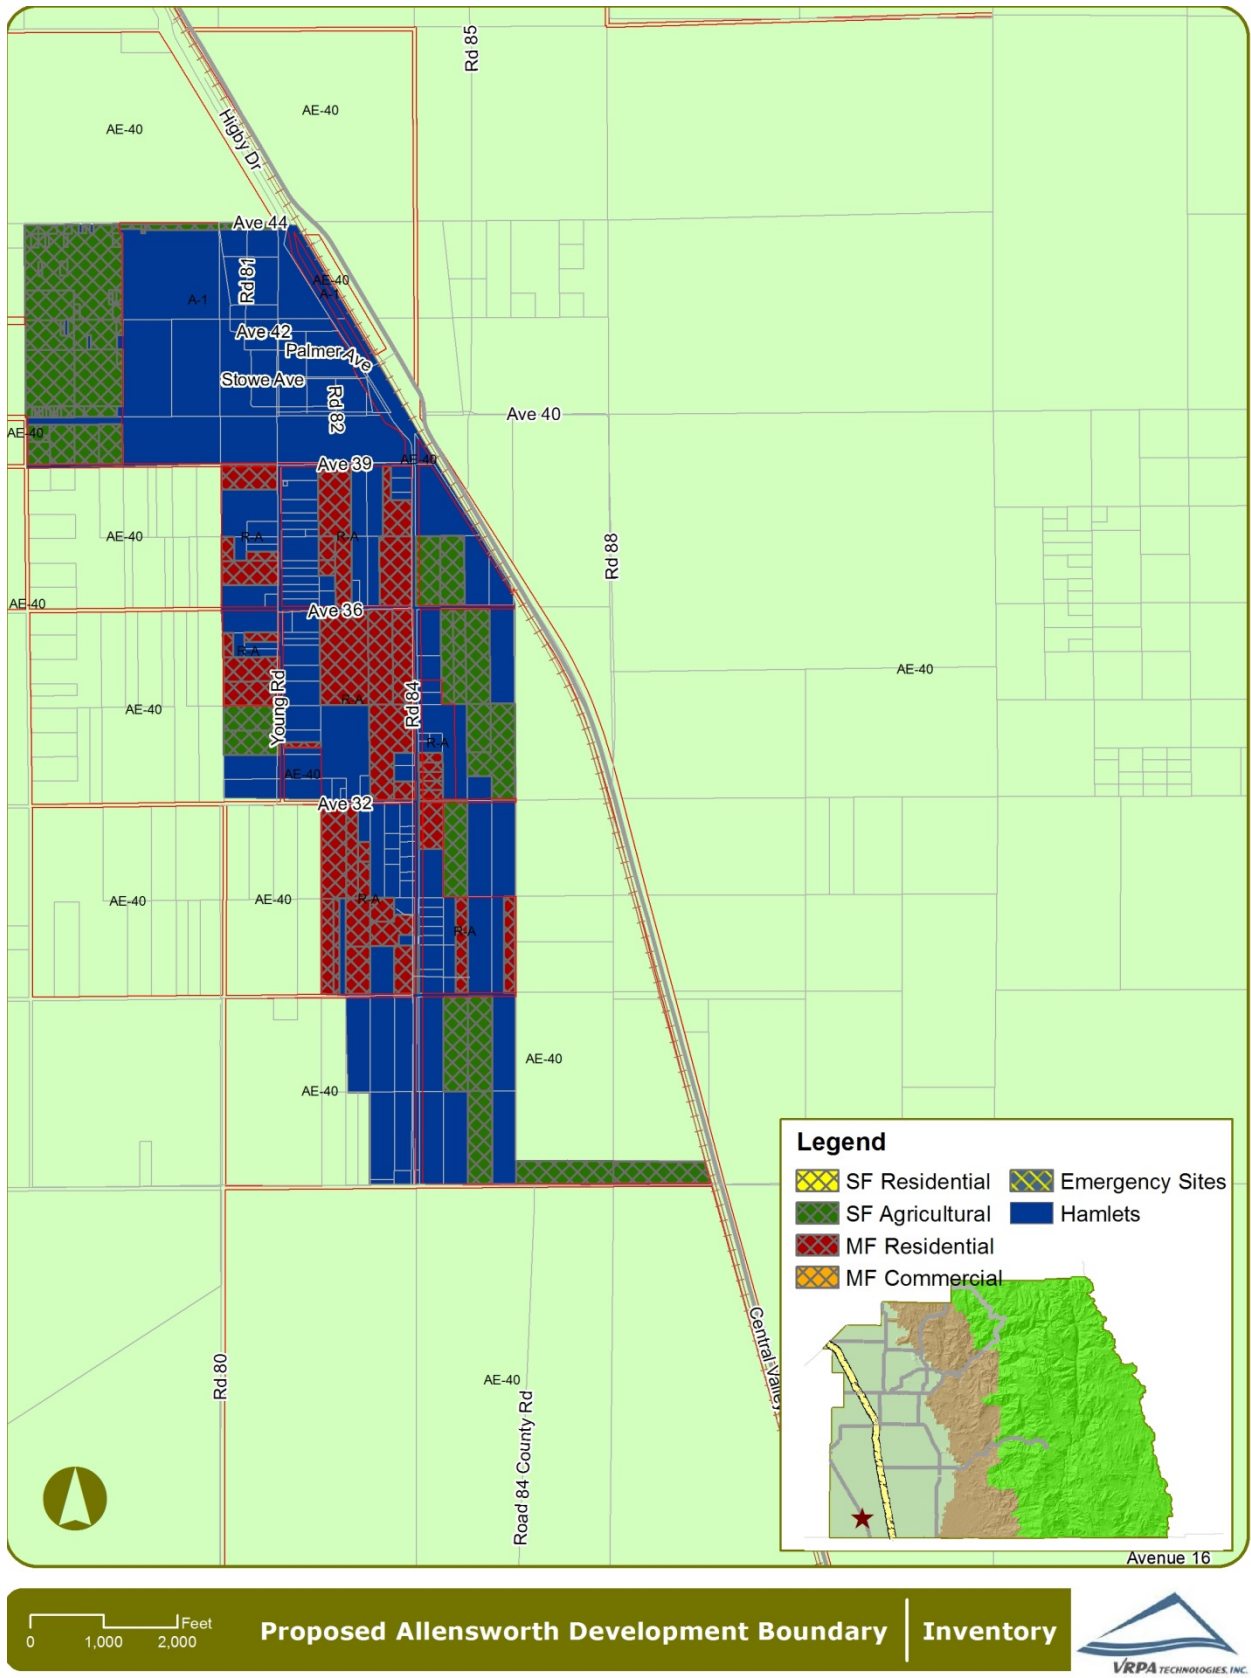 Rd 85
AE-40
AE-40
Higby Dr
Ave 44
Rd 81
AE-40
A-1
A-1
Ave 42
Palmer Ave
Stowe Ave
Rd 82
Ave 40
AE-40
AE-40
Ave 39
AE-40
R-A
R-A
Rd 88
AE-40
Ave 36
R-A
AE-40
Young Rd
R-A
Rd 84
AE-40
R-A
AE-40
Ave 32
AE-40
AE-40
R-A
R-A
AE-40
AE-40
Legend
SF Residential
Emergency Sites
SF Agricultural
Hamlets
MF Residential
MF Commercial
Central Valley
Rd 80
AE-40
Road 84 County Rd
Avenue 16
Feet
0 1,000 2,000
Proposed Allensworth Development Boundary | Inventory
VRPA TECHNOLOGIES, INC.